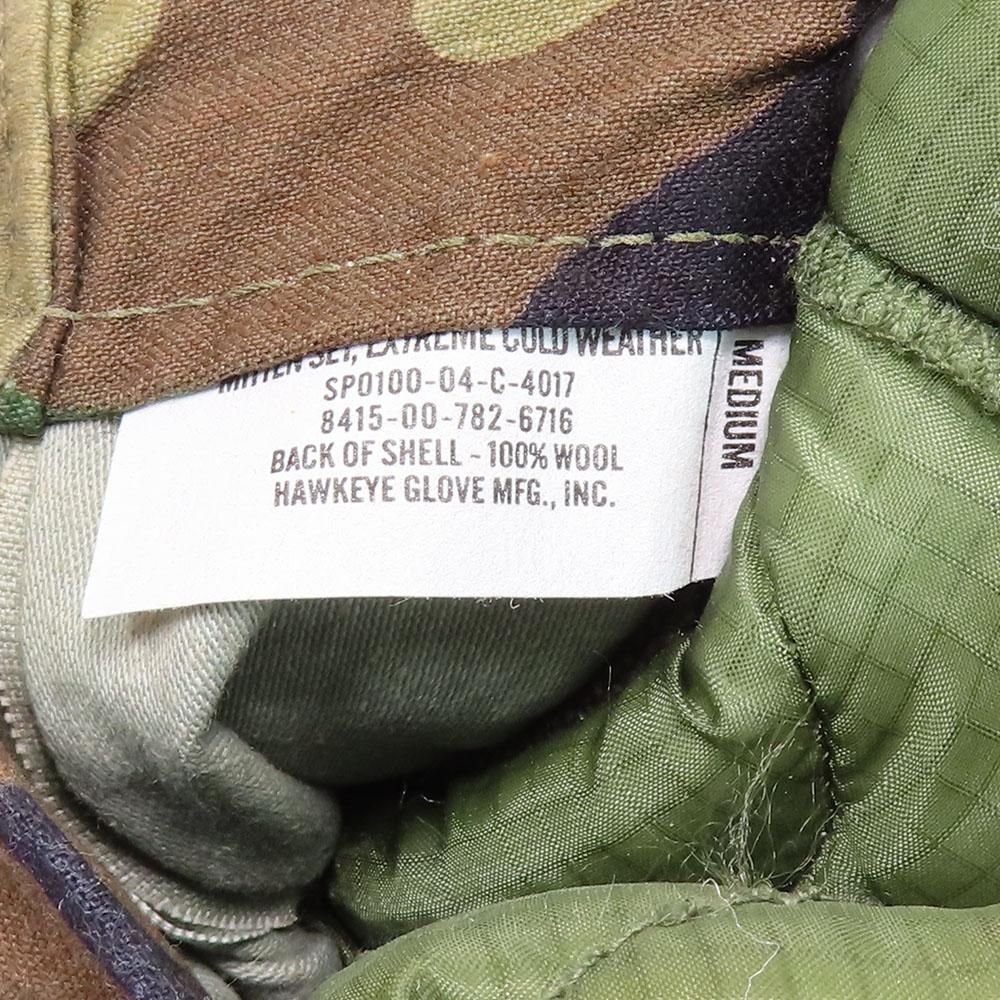 MITTEN SET, EXTREME COLD WEATHER
SP0100-04-C-4017
8415-00-782-6716
BACK OF SHELL - 100% WOOL
HAWKEYE GLOVE MFG., INC.
MEDIUM